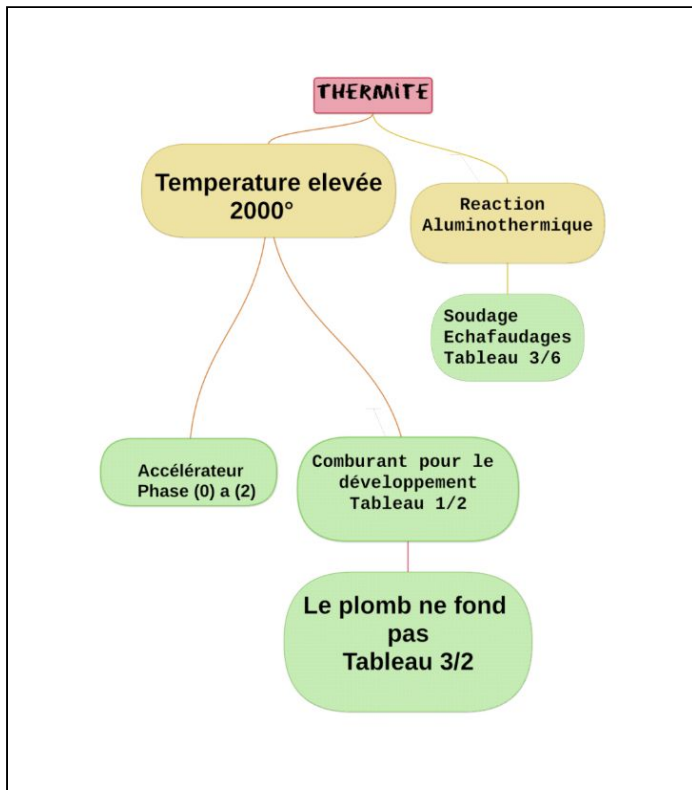 THERMiTE
Temperature elevée
2000°
Reaction
Aluminothermique
Soudage
Echafaudages
Tableau 3/6
Accélérateur
Phase (0) a (2)
Comburant pour le
développement
Tableau 1/2
Le plomb ne fond
pas
Tableau 3/2